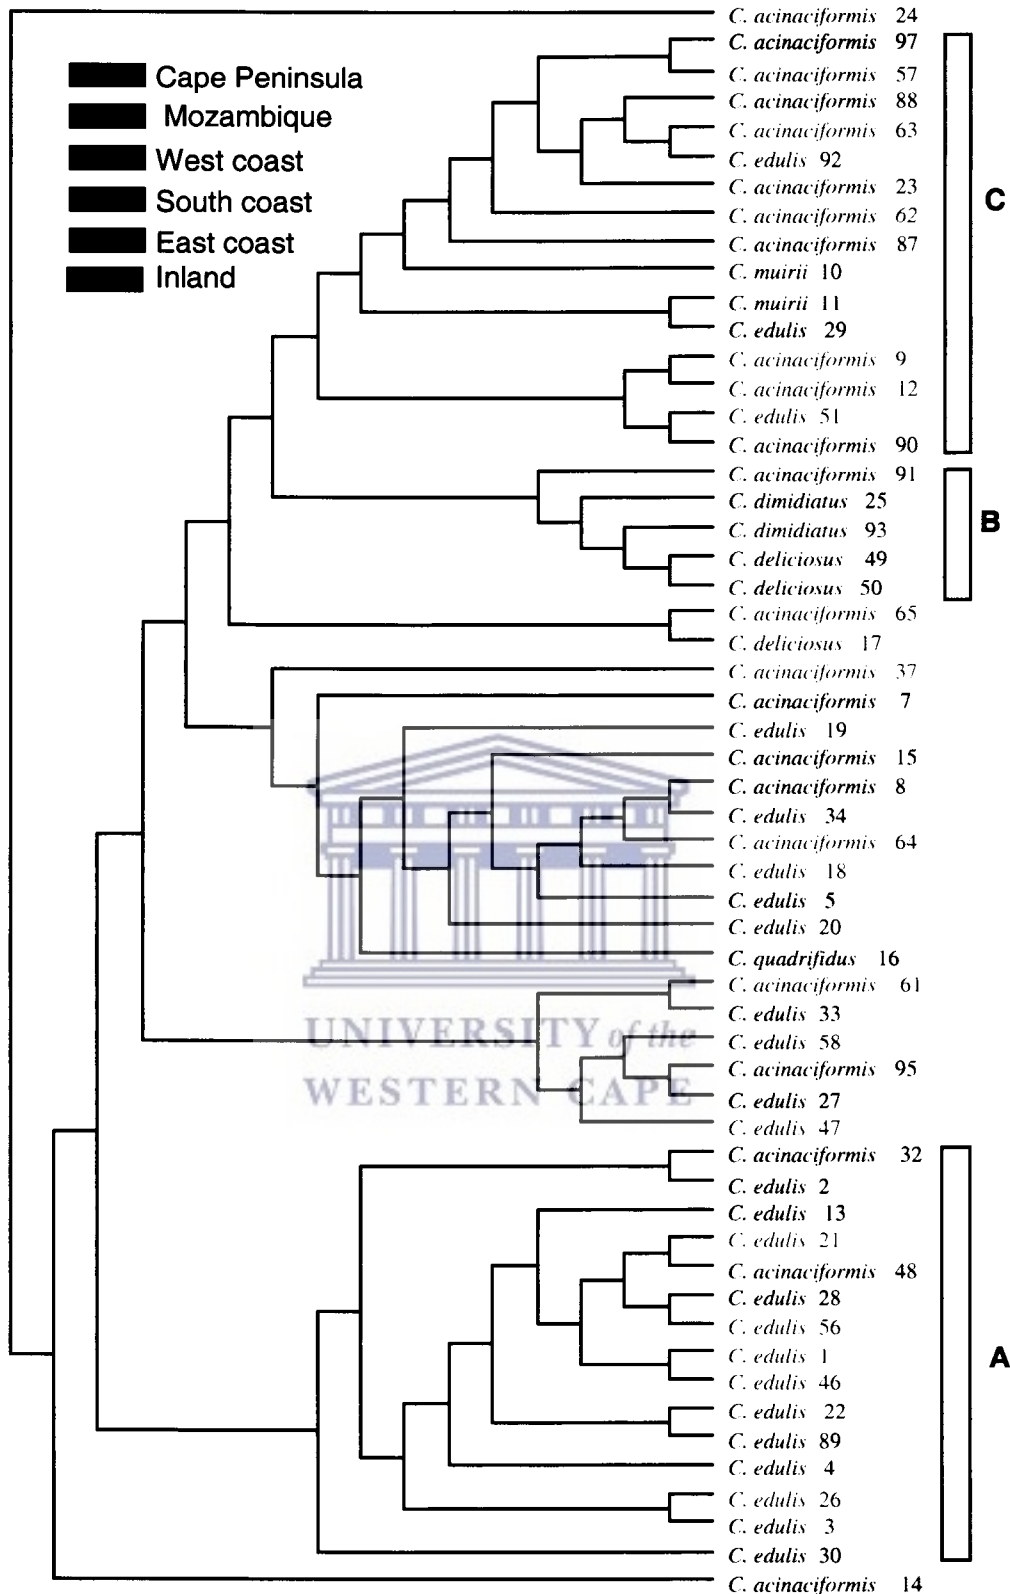 C. acinaciformis 24
C. acinaciformis 97
Cape Peninsula
C. acinaciformis 57
C. acinaciformis 88
Mozambique
C. acinaciformis 63
West coast
C. edulis 92
C. acinaciformis 23
South coast
C
C. acinaciformis 62
East coast
C. acinaciformis 87
Inland
C. muirii 10
C. muirii 11
C. edulis 29
C. acinaciformis 9
C. acinaciformis 12
C. edulis 51
C. acinaciformis 90
C. acinaciformis 91
C. dimidiatus 25
B
C. dimidiatus 93
C. deliciosus 49
C. deliciosus 50
C. acinaciformis 65
C. deliciosus 17
C. acinaciformis 37
C. acinaciformis 7
C. edulis 19
C. acinaciformis 15
C. acinaciformis 8
C. edulis 34
C. acinaciformis 64
C. edulis 18
C. edulis 5
C. edulis 20
C. quadrifidus 16
C. acinaciformis 61
C. edulis 33
UNIVERSITY of the
C. edulis 58
C. acinaciformis 95
WESTERN CAPE
C. edulis 27
C. edulis 47
C. acinaciformis 32
C. edulis 2
C. edulis 13
C. edulis 21
C. acinaciformis 48
C. edulis 28
C. edulis 56
A
C. edulis 1
C. edulis 46
C. edulis 22
C. edulis 89
C. edulis 4
C. edulis 26
C. edulis 3
C. edulis 30
C. acinaciformis 14